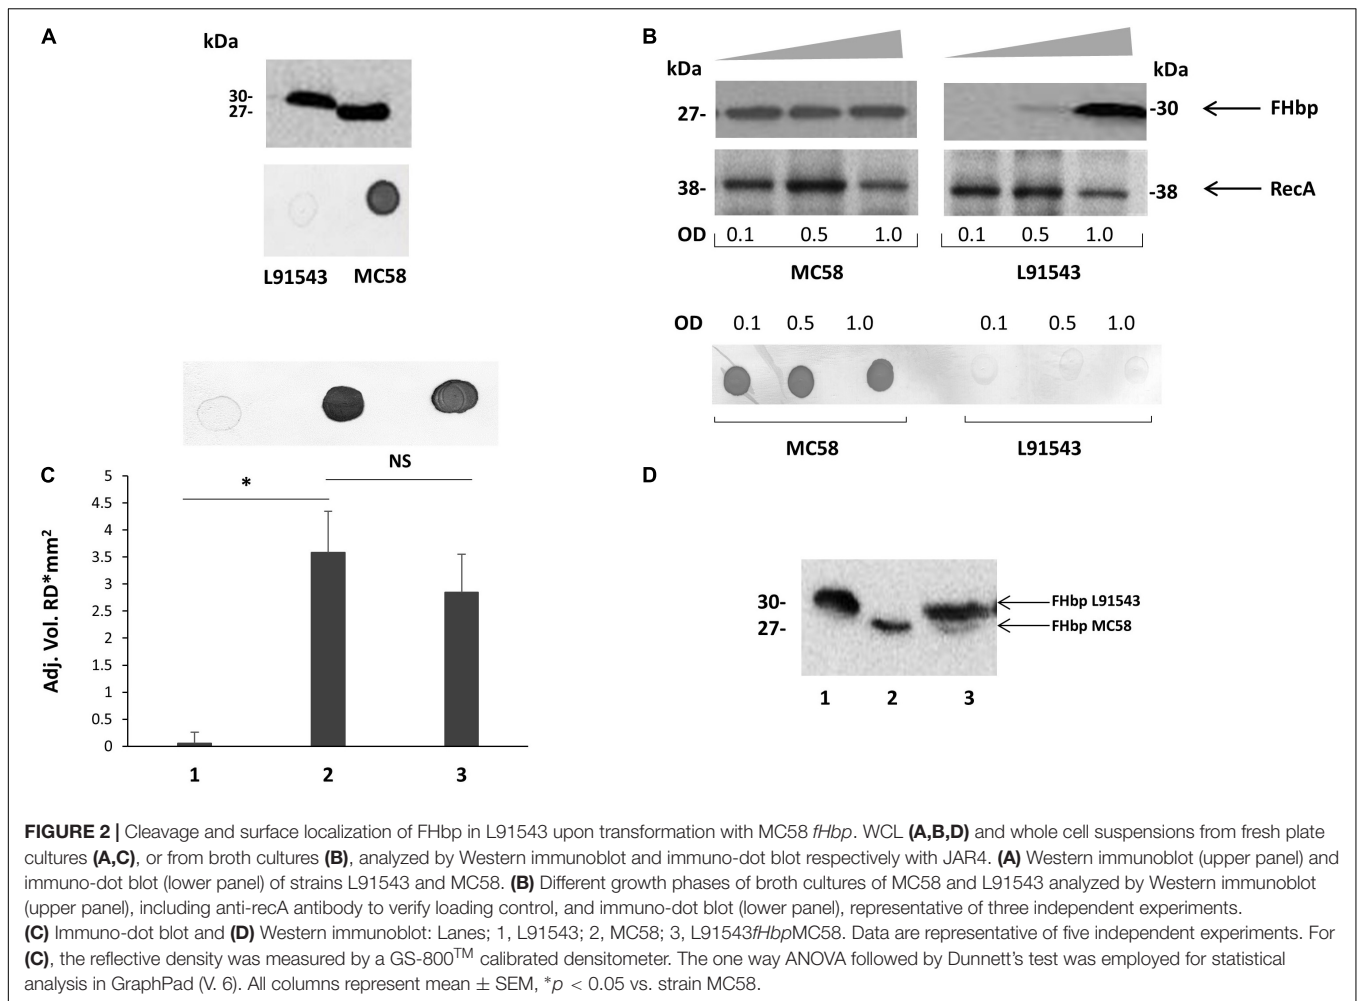 A
kDa
30-
27-
L91543 MC58
B
kDa kDa
27- -30 FHbp
38- -38 RecA
OD 0.1 0.5 1.0 0.1 0.5 1.0
MC58 L91543
OD 0.1 0.5 1.0 0.1 0.5 1.0
MC58 L91543
C
NS
*
Adj. Vol. RD*mm²
5
4.5
4
3.5
3
2.5
2
1.5
1
0.5
0
1 2 3
D
30- FHbp L91543
27- FHbp MC58
1 2 3
FIGURE 2 | Cleavage and surface localization of FHbp in L91543 upon transformation with MC58 fHbp. WCL (A,B,D) and whole cell suspensions from fresh plate
cultures (A,C), or from broth cultures (B), analyzed by Western immunoblot and immuno-dot blot respectively with JAR4. (A) Western immunoblot (upper panel) and
immuno-dot blot (lower panel) of strains L91543 and MC58. (B) Different growth phases of broth cultures of MC58 and L91543 analyzed by Western immunoblot
(upper panel), including anti-recA antibody to verify loading control, and immuno-dot blot (lower panel), representative of three independent experiments.
(C) Immuno-dot blot and (D) Western immunoblot: Lanes; 1, L91543; 2, MC58; 3, L91543fHbpMC58. Data are representative of five independent experiments. For
(C), the reflective density was measured by a GS-800™ calibrated densitometer. The one way ANOVA followed by Dunnett's test was employed for statistical
analysis in GraphPad (V. 6). All columns represent mean ± SEM, *p < 0.05 vs. strain MC58.